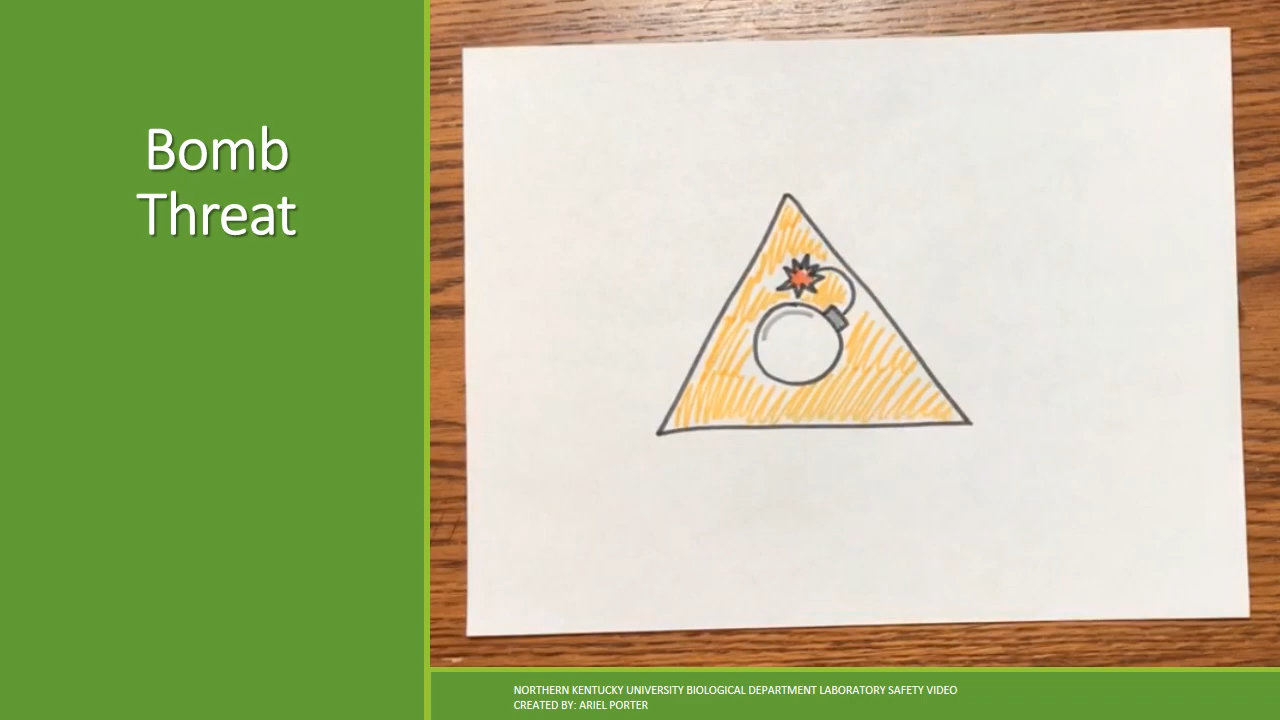 Bomb
Threat
NORTHERN KENTUCKY UNIVERSITY BIOLOGICAL DEPARTMENT LABORATORY SAFETY VIDEO
CREATED BY: ARIEL PORTER